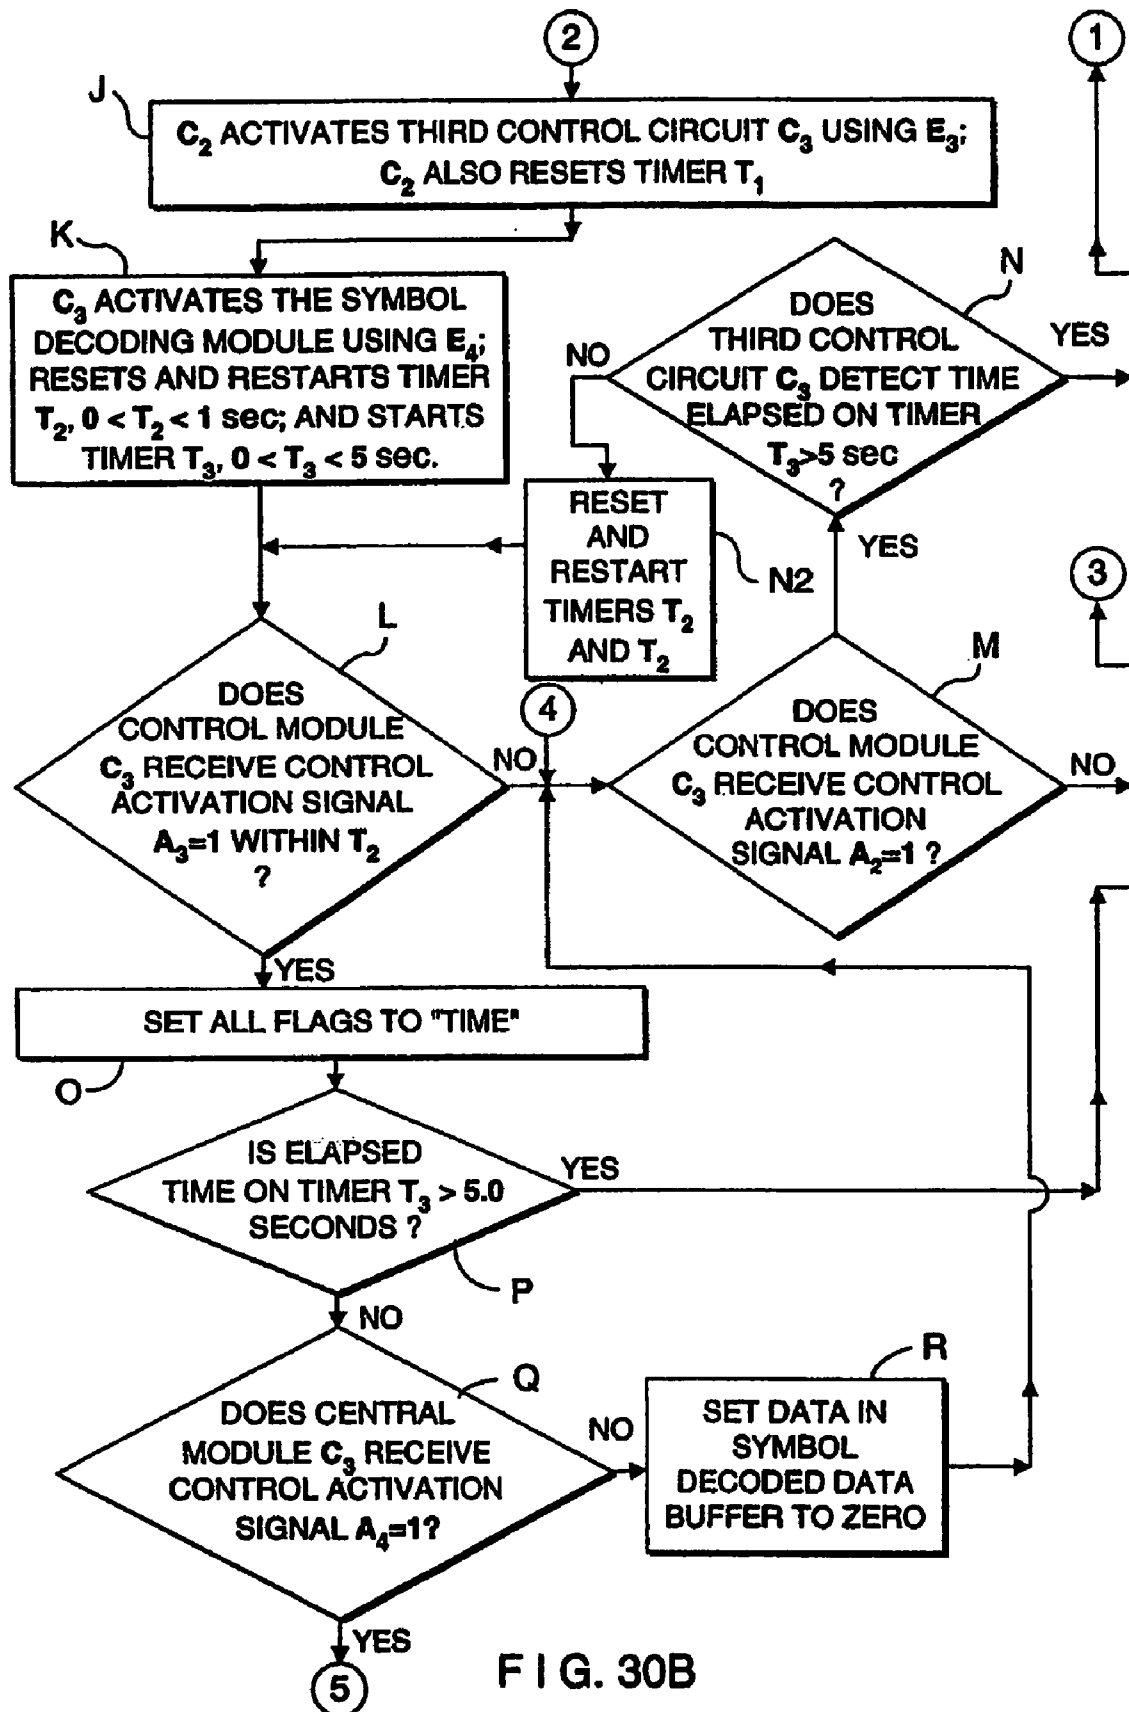 2
1
J
C₂ ACTIVATES THIRD CONTROL CIRCUIT C₃ USING E₃;
C₂ ALSO RESETS TIMER T₁
K
C₃ ACTIVATES THE SYMBOL
DECODING MODULE USING E₄;
RESETS AND RESTARTS TIMER
T₂, 0 < T₂ < 1 sec; AND STARTS
TIMER T₃, 0 < T₃ < 5 sec.
N
DOES
THIRD CONTROL
CIRCUIT C₃ DETECT TIME
ELAPSED ON TIMER
T₃>5 sec
?
YES
NO
RESET
AND
RESTART
TIMERS T₂
AND T₂
N2
YES
3
L
DOES
CONTROL MODULE
C₃ RECEIVE CONTROL
ACTIVATION SIGNAL
A₃=1 WITHIN T₂
?
NO
4
M
DOES
CONTROL MODULE
C₃ RECEIVE CONTROL
ACTIVATION
SIGNAL A₂=1 ?
NO
YES
SET ALL FLAGS TO "TIME"
O
IS ELAPSED
TIME ON TIMER T₃ > 5.0
SECONDS ?
YES
P
NO
Q
DOES CENTRAL
MODULE C₃ RECEIVE
CONTROL ACTIVATION
SIGNAL A₄=1?
NO
R
SET DATA IN
SYMBOL
DECODED DATA
BUFFER TO ZERO
YES
5
FIG. 30B